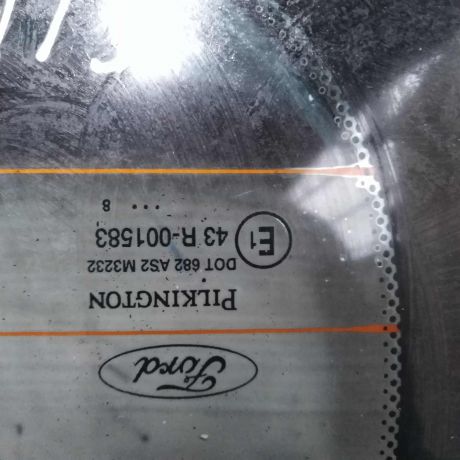 Ford
PILKINGTON
DOT 682 AS2 M3232
E1 43 R-001583
... 8